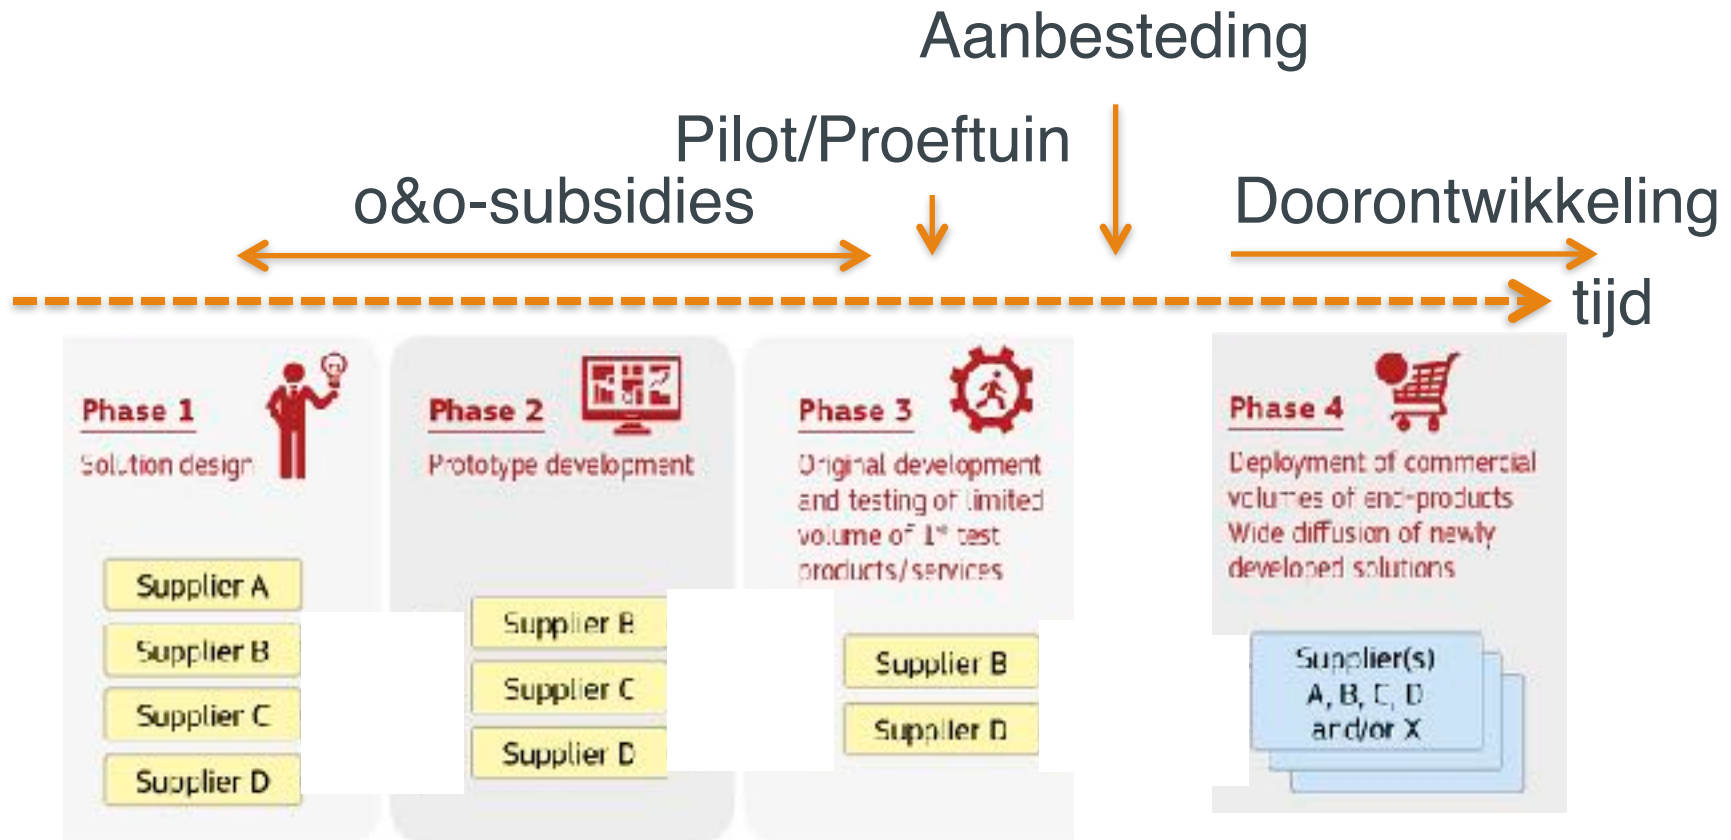 Aanbesteding
Pilot/Proeftuin
o&o-subsidies
Doorontwikkeling
tijd
Phase 1
Solution design
Supplier A
Supplier B
Supplier C
Supplier D
Phase 2
Prototype development
Supplier B
Supplier C
Supplier D
Phase 3
Original development
and testing of limited
volume of 1st test
products/services
Supplier B
Supplier D
Phase 4
Deployment of commercial
volumes of end-products
Wide diffusion of newly
developed solutions
Supplier(s)
A, B, C, D
and/or X